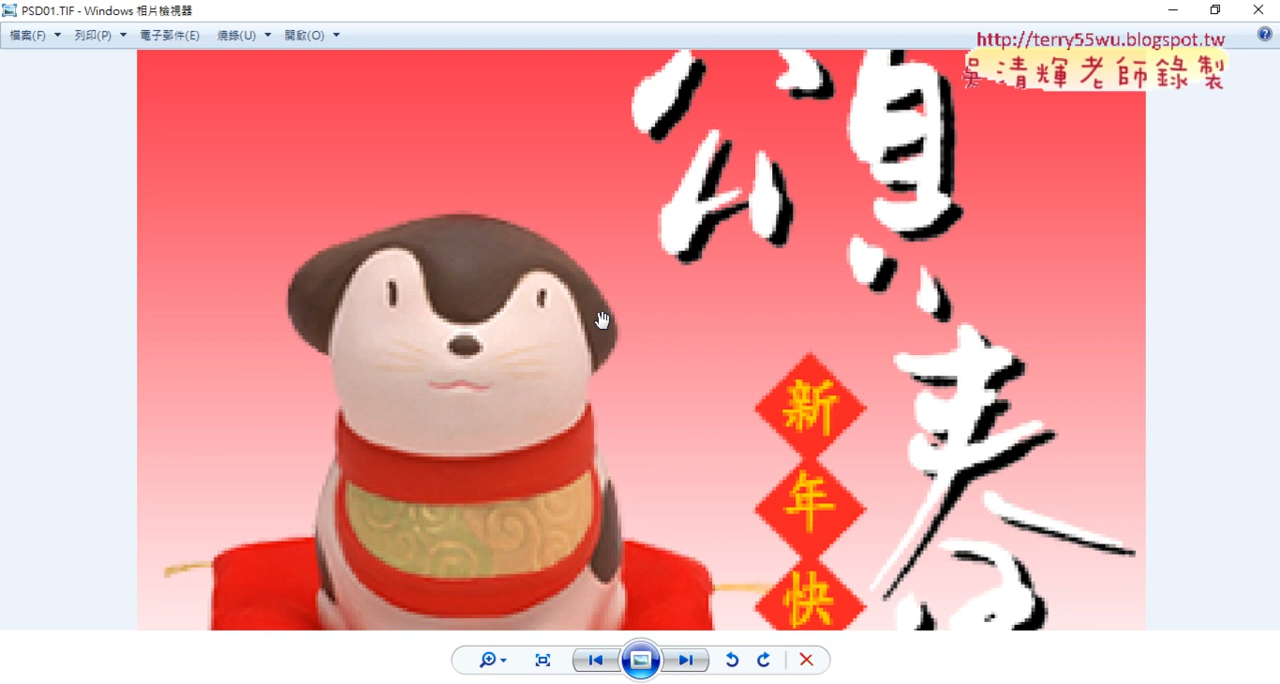 PSD01.TIF - Windows 相片檢視器
檔案(F) 列印(P) 電子郵件(E) 燒錄(U) 開啟(O)
http://terry55wu.blogspot.tw
吳清輝老師錄製
頌春
新年快